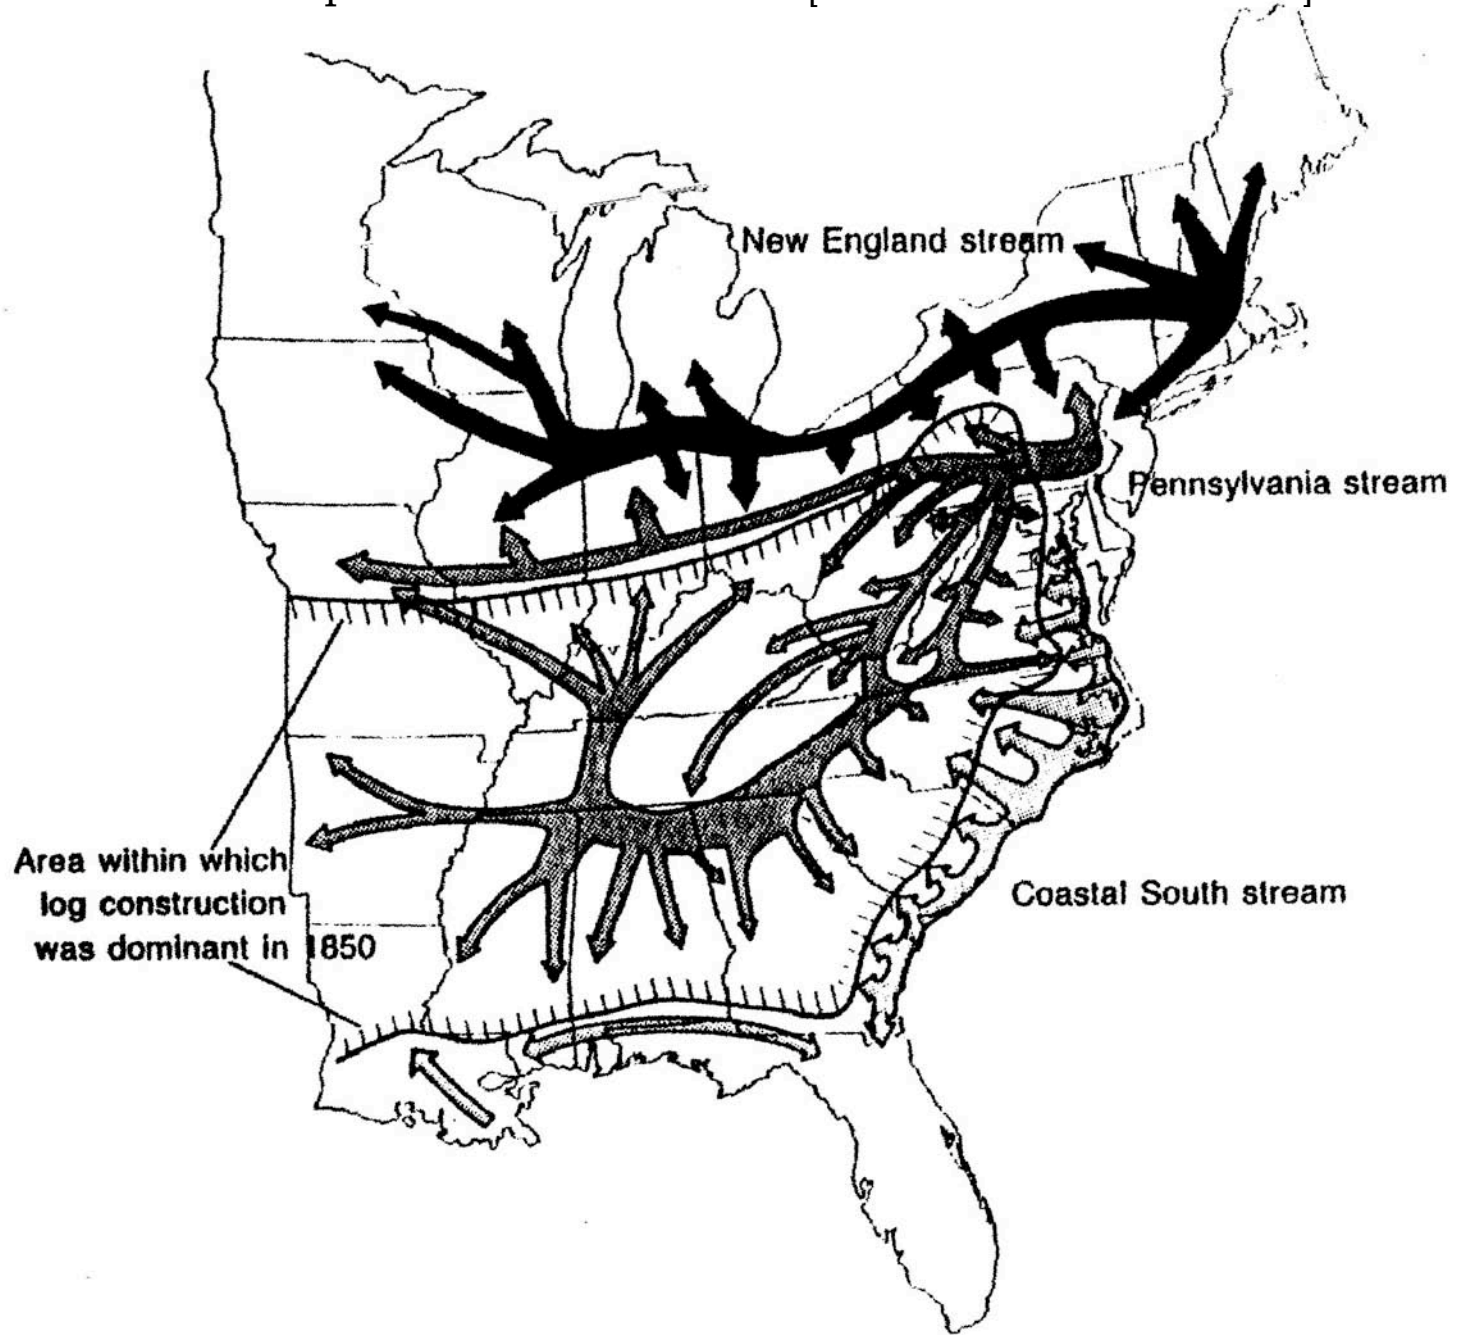 New England stream
Pennsylvania stream
Area within which
log construction
was dominant in 1850
Coastal South stream